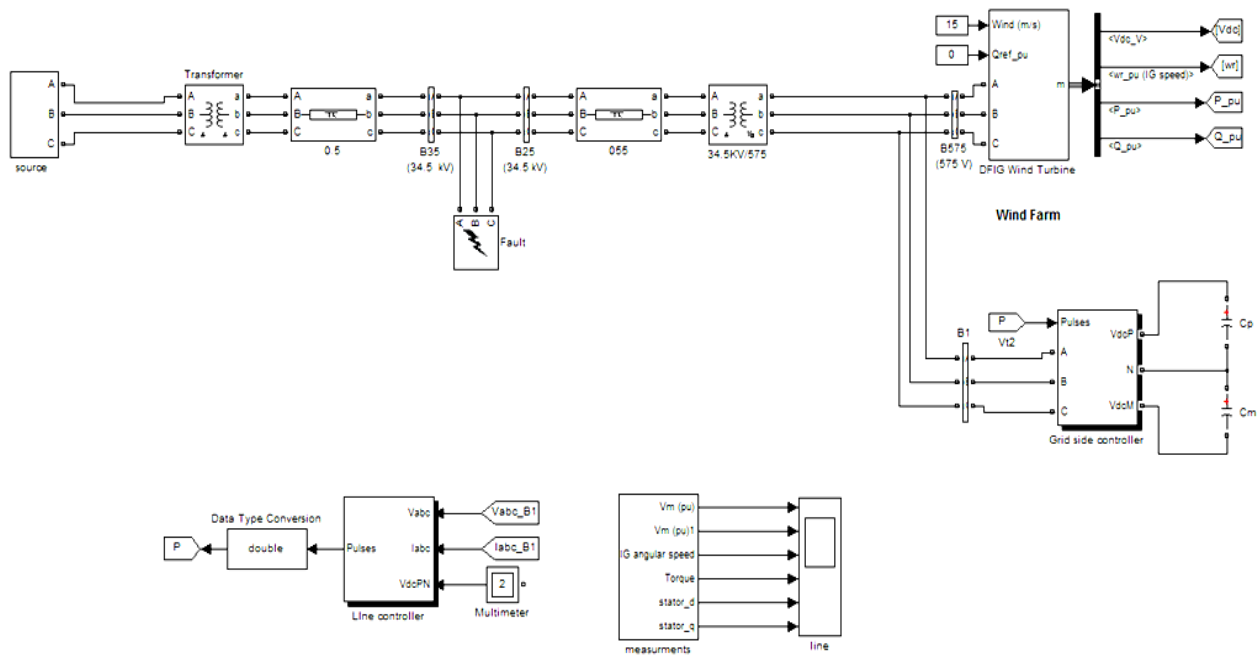 Wind (m/s)
15
[Vdc]
<Vdc_V>
Qref_pu
0
[wr]
<wr_pu (IG speed)>
Transformer
A
A
a
A
a
A
a
A
a
A
m
P_pu
<P_pu>
B
B
b
B
b
B
b
B
b
B
C
C
c
C
c
C
c
C
c
C
Q_pu
<Q_pu>
source
0 5
B35
(34.5 kV)
B25
(34.5 kV)
055
34.5KV/575
B575
(575 V)
DFIG Wind Turbine
Wind Farm
A
B
C
Fault
P
Vt2
Pulses
VdcP
Cp
B1
A
B
N
C
VdcM
Cm
Grid side controller
Data Type Conversion
Vabc
Vabc_B1
P
double
Pulses
Iabc
Iabc_B1
VdcPN
2
LIne controller
Multimeter
Vm (pu)
Vm (pu)1
IG angular speed
Torque
stator_d
stator_q
measurments
line